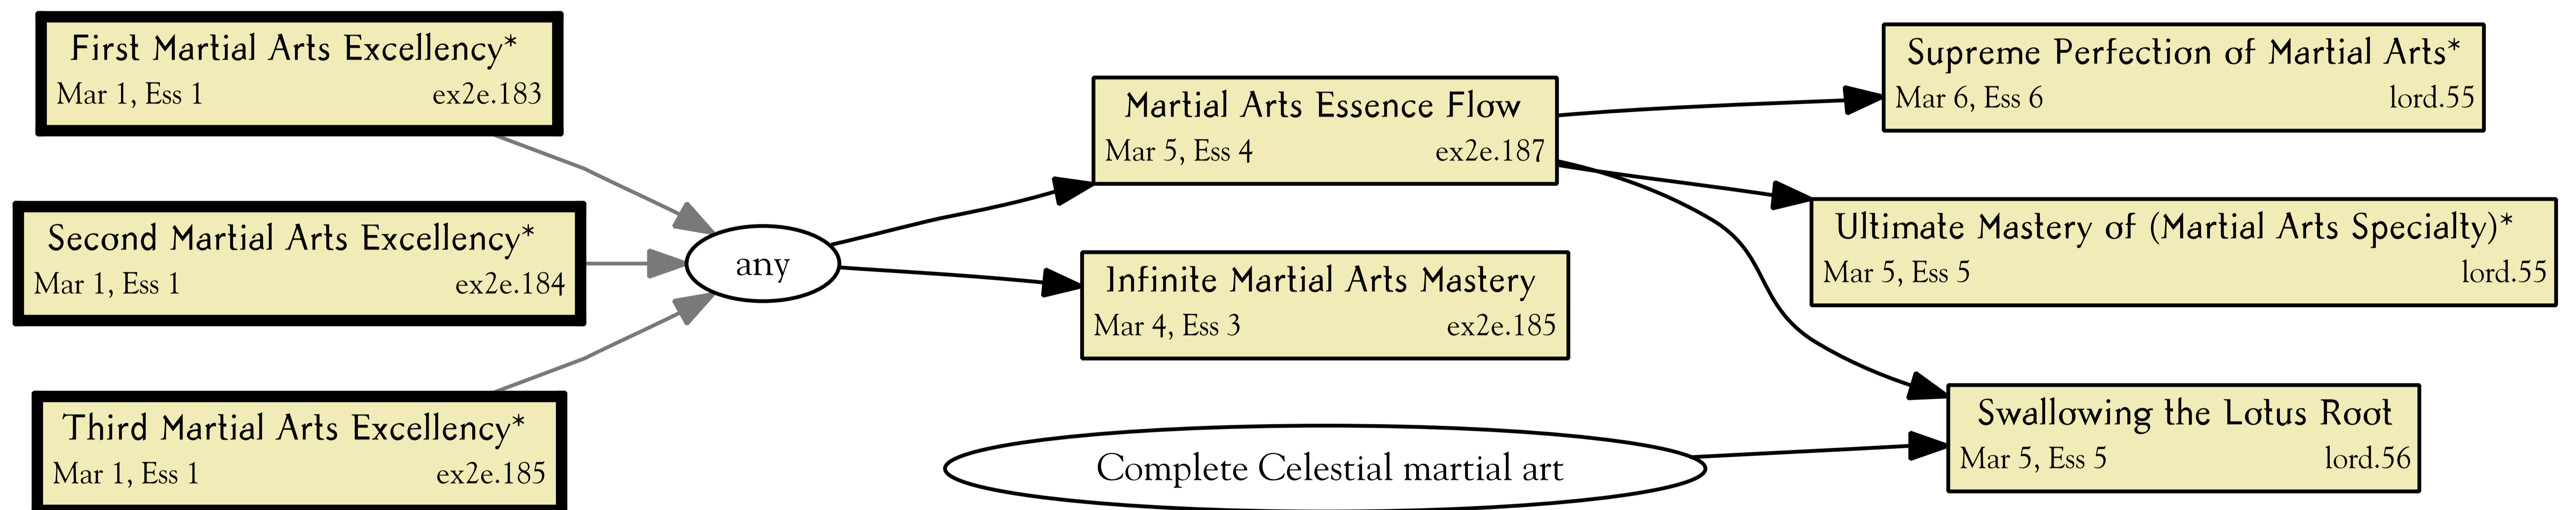 First Martial Arts Excellency*
Mar 1, Ess 1 ex2e.183
Second Martial Arts Excellency*
Mar 1, Ess 1 ex2e.184
Third Martial Arts Excellency*
Mar 1, Ess 1 ex2e.185
any
Martial Arts Essence Flow
Mar 5, Ess 4 ex2e.187
Infinite Martial Arts Mastery
Mar 4, Ess 3 ex2e.185
Complete Celestial martial art
Supreme Perfection of Martial Arts*
Mar 6, Ess 6 lord.55
Ultimate Mastery of (Martial Arts Specialty)*
Mar 5, Ess 5 lord.55
Swallowing the Lotus Root
Mar 5, Ess 5 lord.56